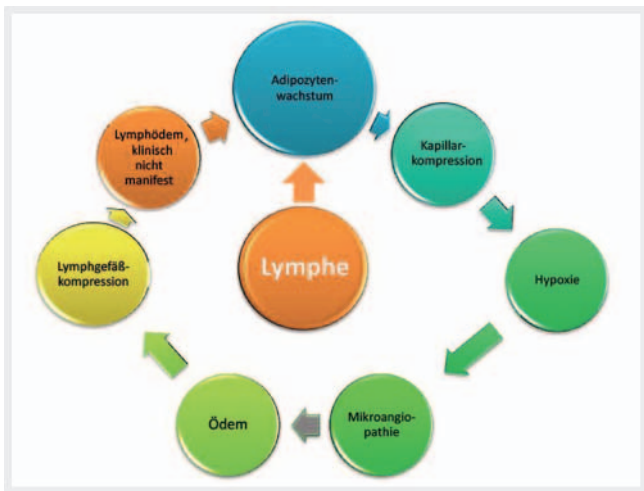 Adipozyten-
wachstum
Kapillar-
kompression
Hypoxie
Mikroangio-
pathie
Ödem
Lymphgefäß-
kompression
Lymphödem,
klinisch
nicht
manifest
Lymphe